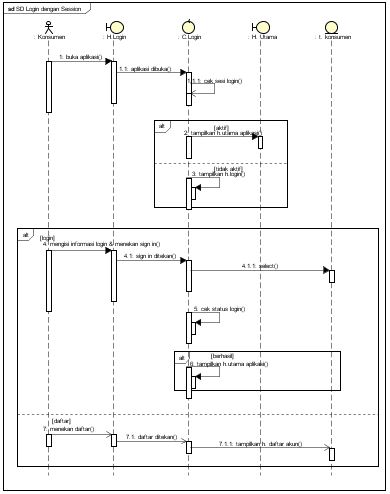 sd SD Login dengan Session
: Konsumen
: H.Login
: C.Login
: H. Utama
: t. konsumen
1. buka aplikasi()
1.1. aplikasi dibuka()
1.1.1. cek sesi login()
alt
[aktif]
2. tampilkan h.utama aplikasi()
[tidak aktif]
3. tampilkan h.login()
alt
[login]
4. mengisi informasi login & menekan sign in()
4.1. sign in ditekan()
4.1.1. select()
5. cek status login()
alt
[berhasil]
6. tampilkan h.utama aplikasi()
[daftar]
7. menekan daftar()
7.1. daftar ditekan()
7.1.1. tampilkan h. daftar akun()